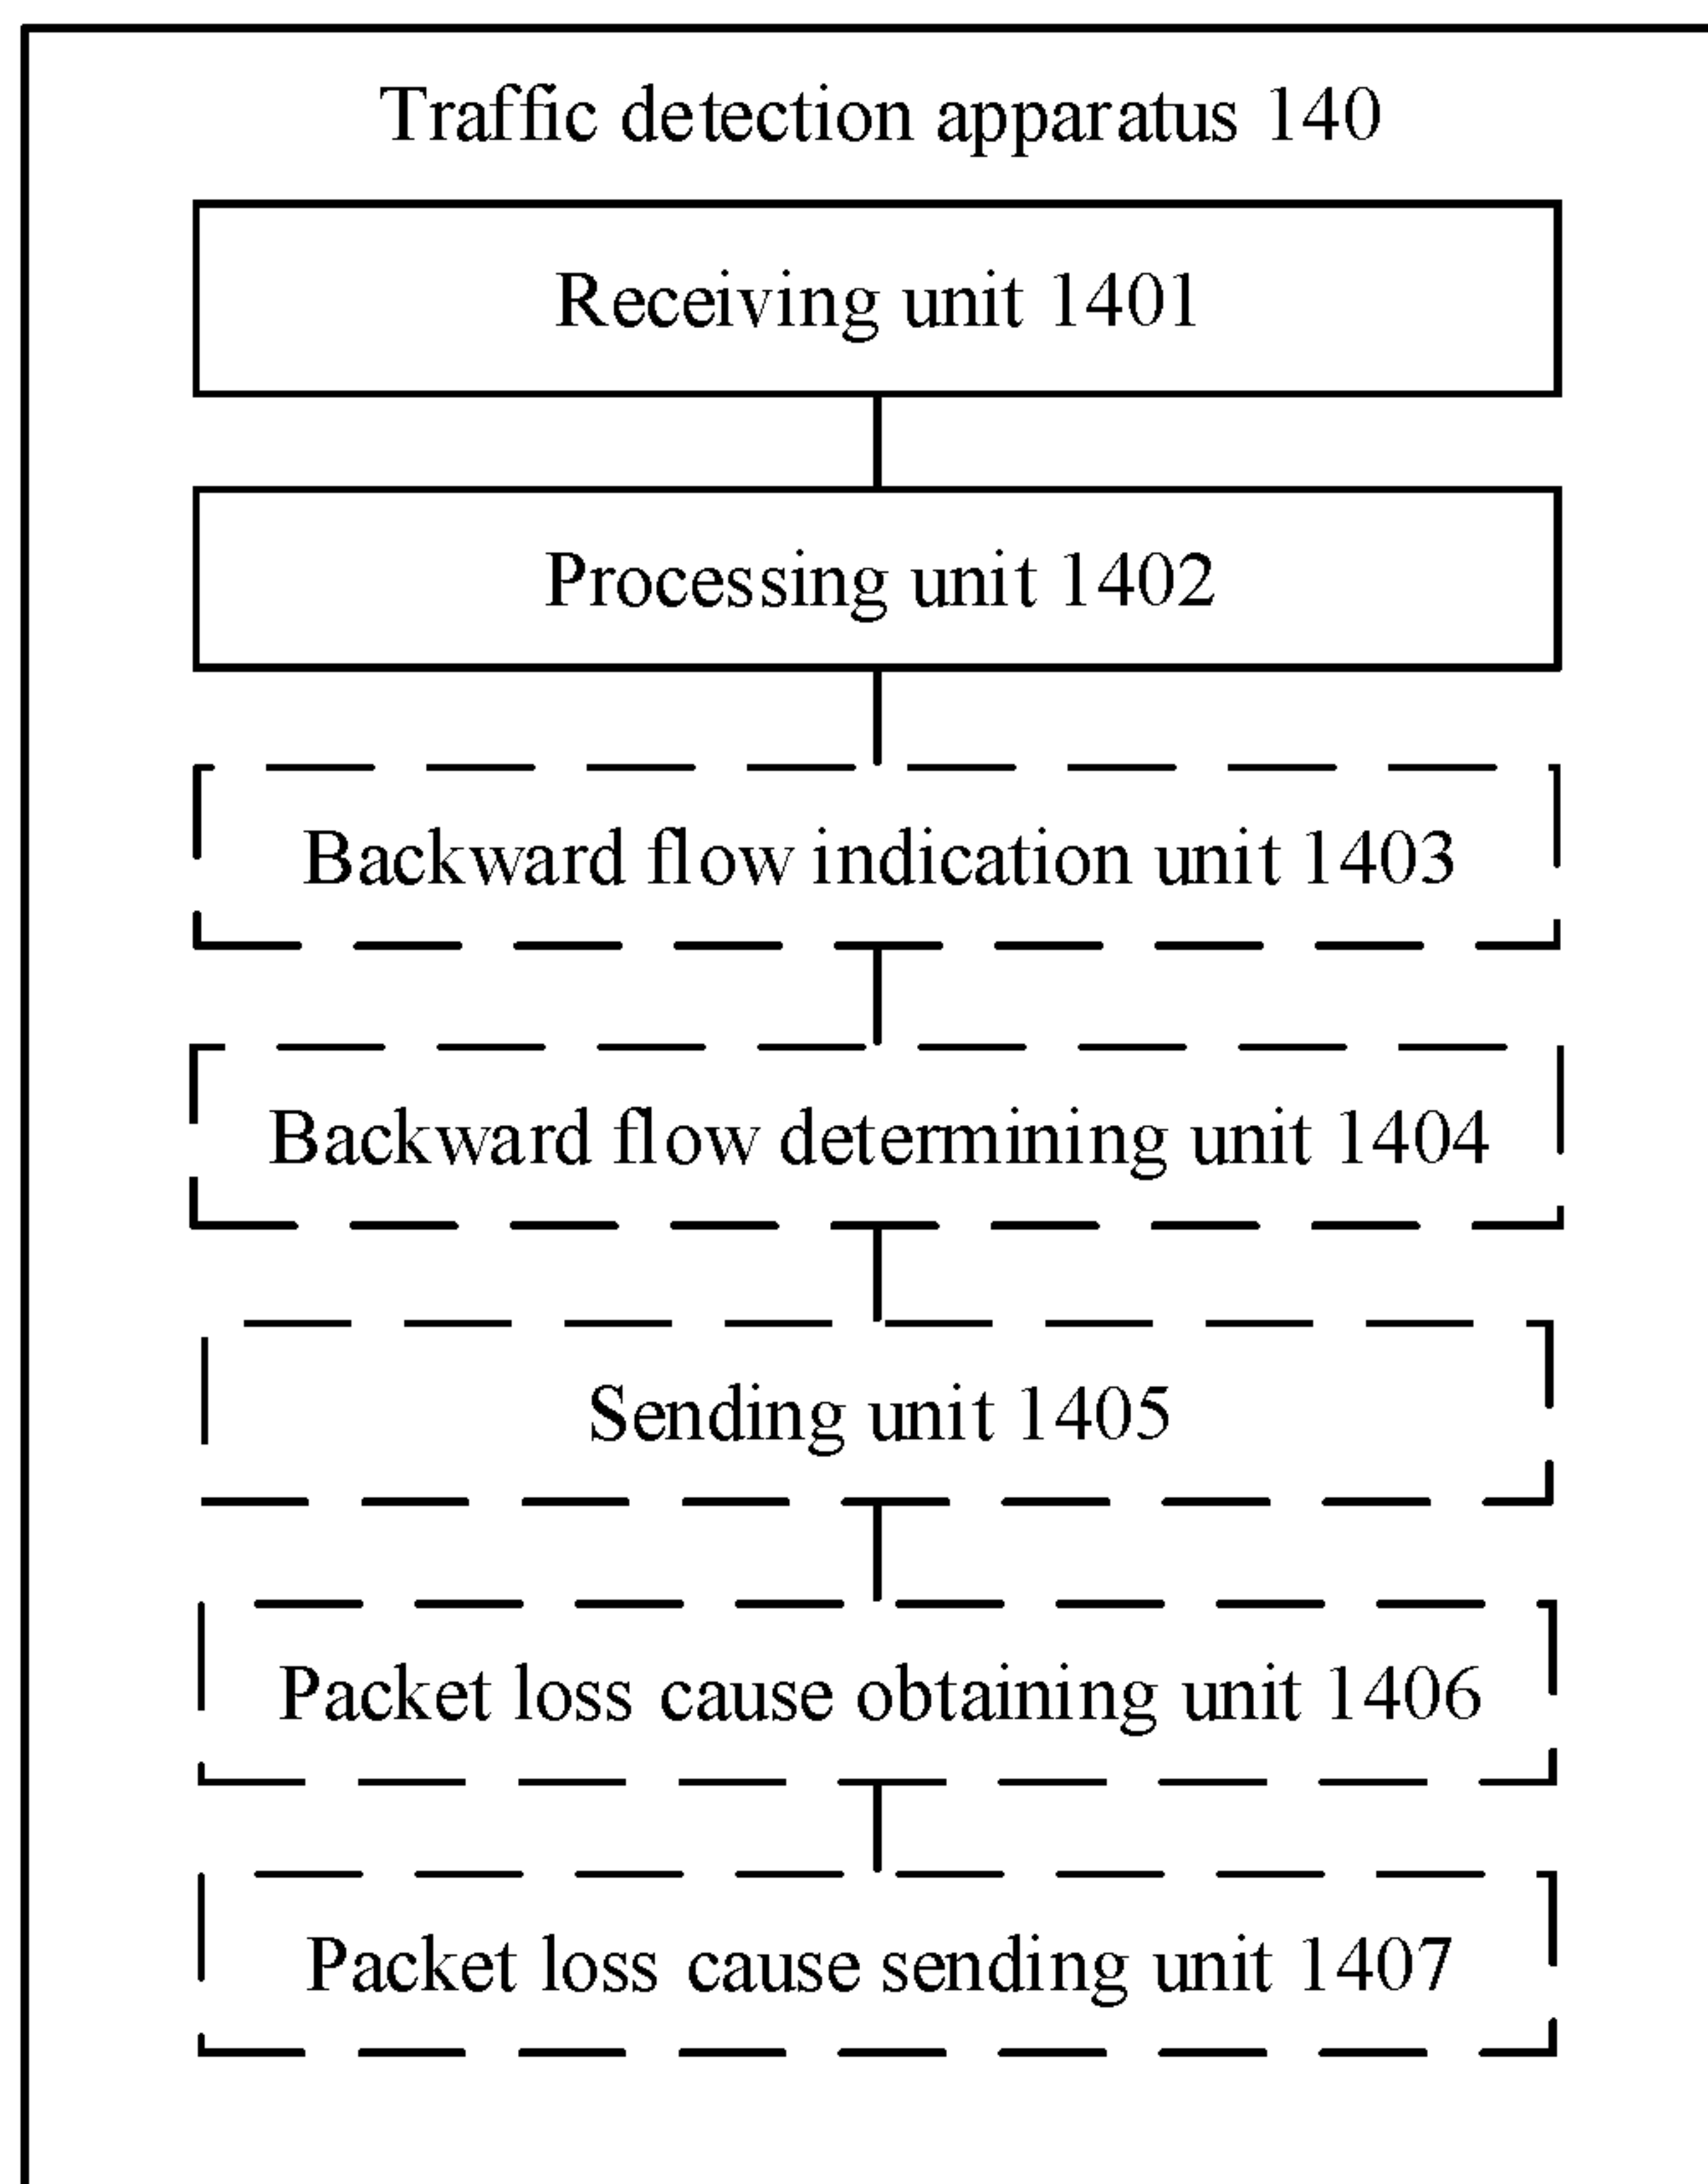 Traffic detection apparatus 140
Receiving unit 1401
Processing unit 1402
Backward flow indication unit 1403
Backward flow determining unit 1404
Sending unit 1405
Packet loss cause obtaining unit 1406
Packet loss cause sending unit 1407